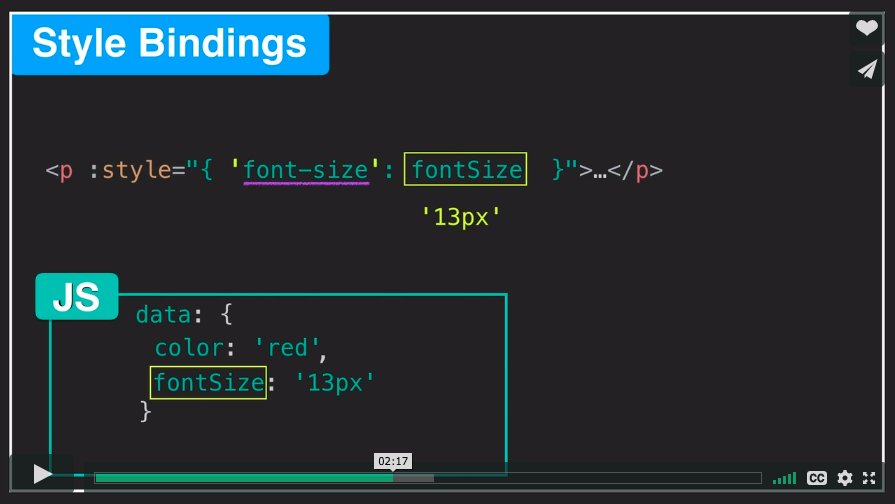 Style Bindings
<p :style="{ 'font-size': fontSize }">…</p>
'13px'
JS
data: {
color: 'red',
fontSize: '13px'
}
02:17
CC